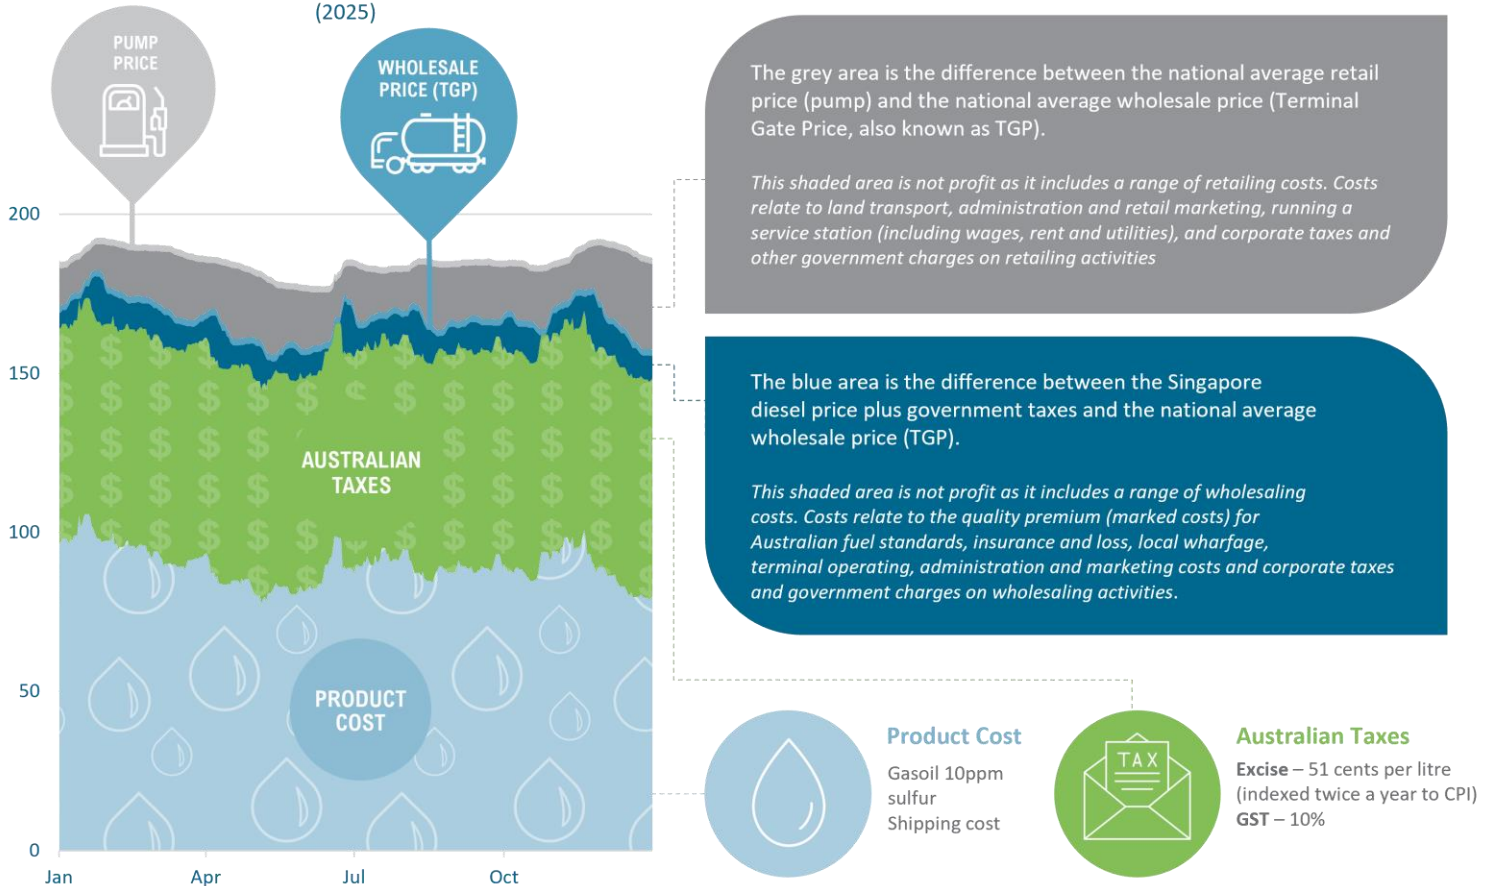 (2025)
PUMP
PRICE
WHOLESALE
PRICE (TGP)
200
150
100
50
0
Jan
Apr
Jul
Oct
AUSTRALIAN
TAXES
PRODUCT
COST
The grey area is the difference between the national average retail
price (pump) and the national average wholesale price (Terminal
Gate Price, also known as TGP).
This shaded area is not profit as it includes a range of retailing costs. Costs
relate to land transport, administration and retail marketing, running a
service station (including wages, rent and utilities), and corporate taxes and
other government charges on retailing activities
The blue area is the difference between the Singapore
diesel price plus government taxes and the national average
wholesale price (TGP).
This shaded area is not profit as it includes a range of wholesaling
costs. Costs relate to the quality premium (marked costs) for
Australian fuel standards, insurance and loss, local wharfage,
terminal operating, administration and marketing costs and corporate taxes
and government charges on wholesaling activities.
Product Cost
Gasoil 10ppm
sulfur
Shipping cost
TAX
Australian Taxes
Excise – 51 cents per litre
(indexed twice a year to CPI)
GST – 10%